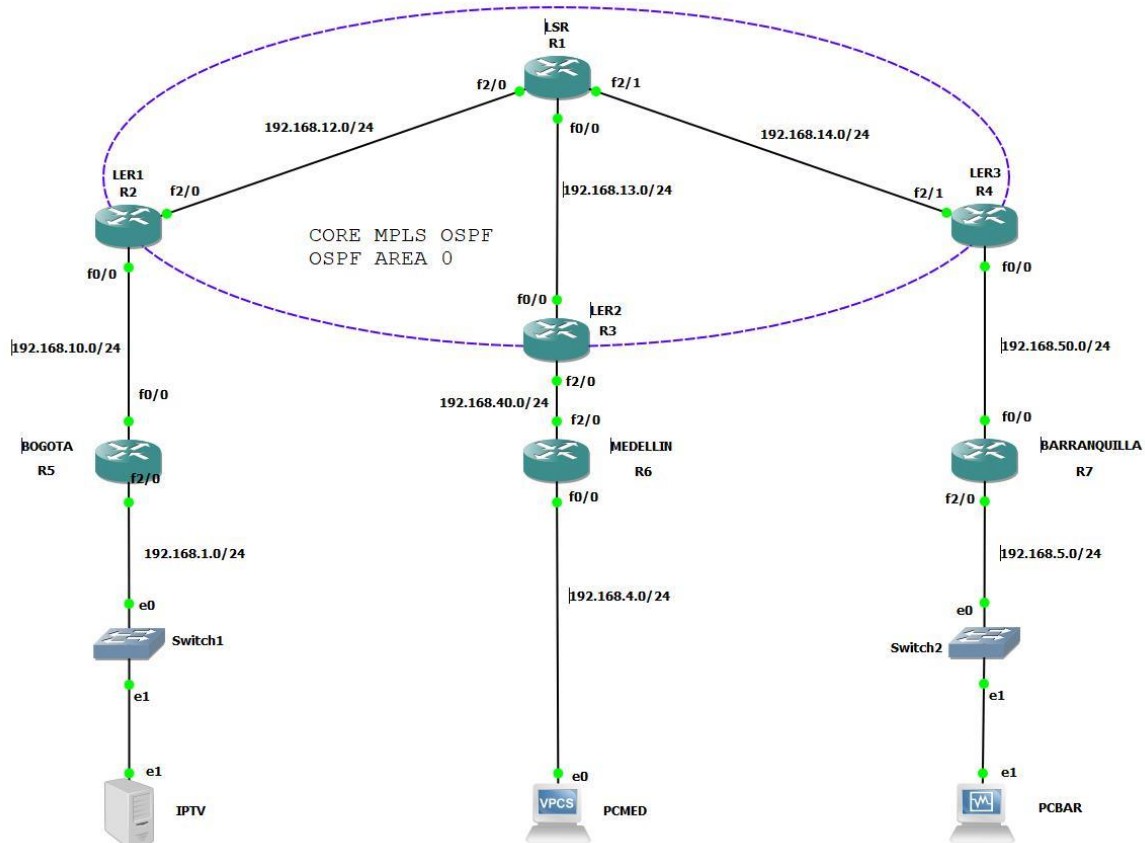 LSR
R1
f2/0
f2/1
f0/0
192.168.12.0/24
192.168.14.0/24
LER1
R2
f2/0
192.168.13.0/24
LER3
R4
f2/1
CORE MPLS OSPF
OSPF AREA 0
f0/0
f0/0
f0/0
LER2
R3
192.168.10.0/24
192.168.50.0/24
f2/0
192.168.40.0/24
f0/0
f2/0
f0/0
BOGOTA
R5
f2/0
MEDELLIN
R6
BARRANQUILLA
R7
f0/0
f2/0
192.168.1.0/24
192.168.5.0/24
192.168.4.0/24
e0
Switch1
e0
Switch2
e1
e1
e1
IPTV
e0
VPCS
PCMED
e1
PCBAR